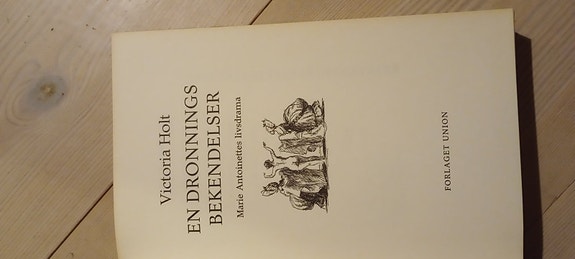 Victoria Holt
EN DRONNINGS
BEKENDELSER
Marie Antoinettes livsdrama
FORLAGET UNION